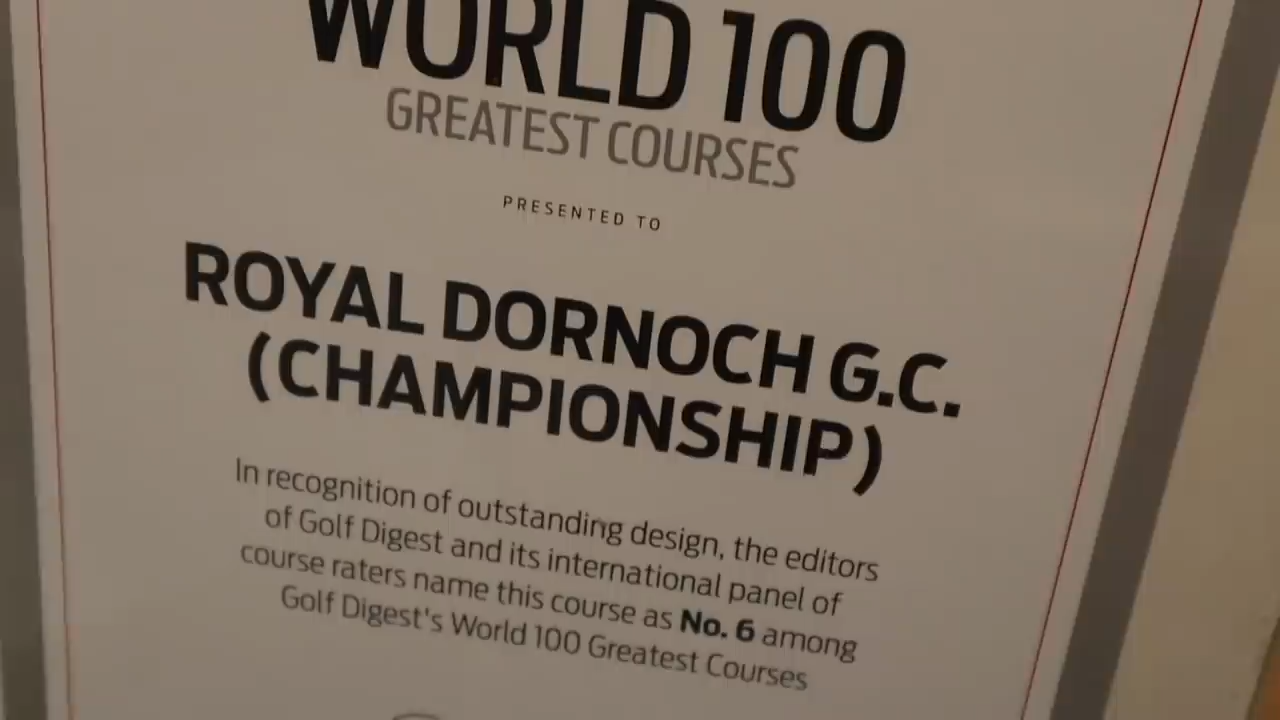 WORLD 100
GREATEST COURSES
PRESENTED TO
ROYAL DORNOCH G.C.
(CHAMPIONSHIP)
In recognition of outstanding design, the editors
of Golf Digest and its international panel of
course raters name this course as No. 6 among
Golf Digest's World 100 Greatest Courses